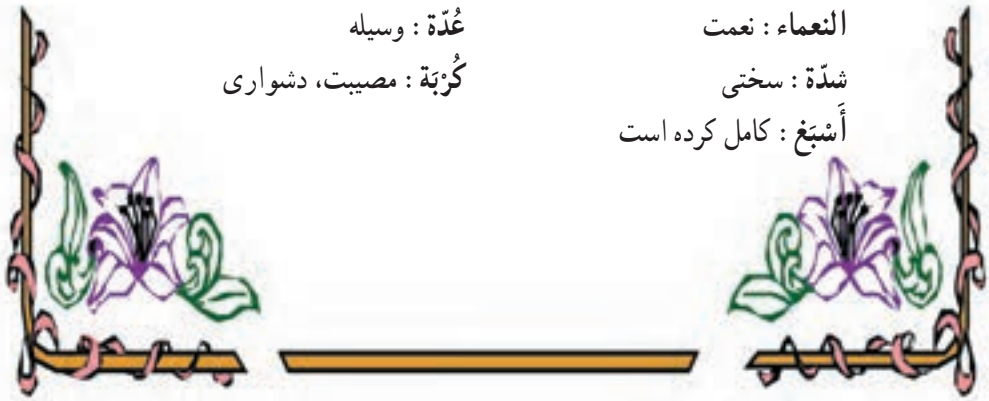 النعماء : نعمت
شدّة : سختی
أَسْبَغ : کامل کرده است
عُدّة : وسیله
کُرْبَة : مصیبت، دشواری